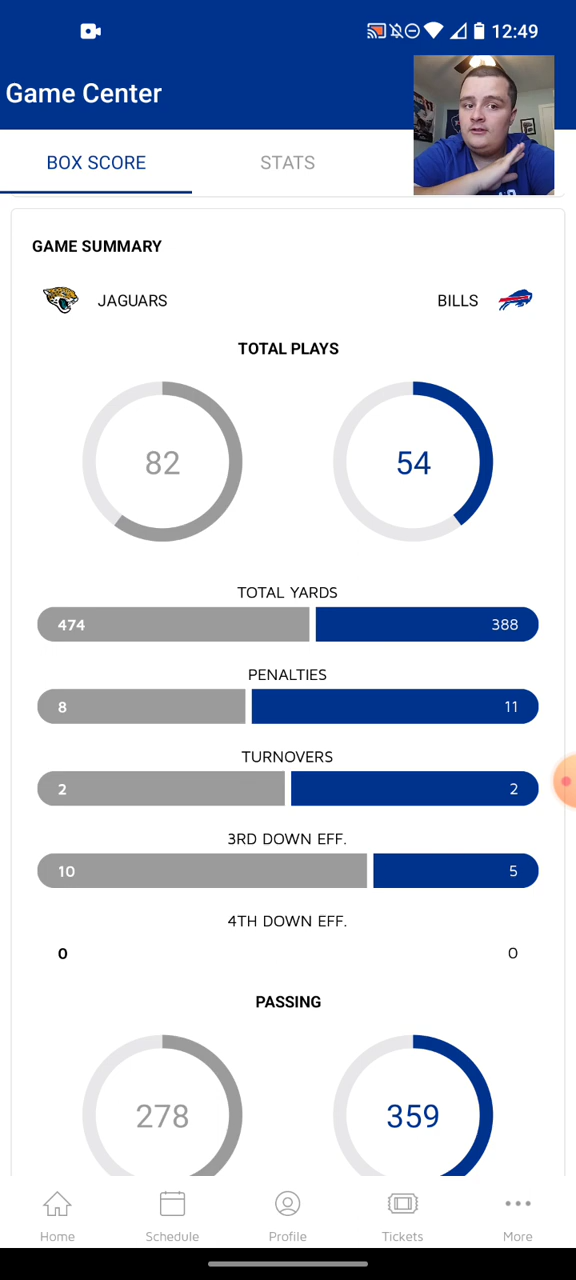 12:49
Game Center
BOX SCORE
STATS
GAME SUMMARY
JAGUARS
BILLS
TOTAL PLAYS
82
54
TOTAL YARDS
474
388
PENALTIES
8
11
TURNOVERS
2
2
3RD DOWN EFF.
10
5
4TH DOWN EFF.
0
0
PASSING
278
359
Home
Schedule
Profile
Tickets
More